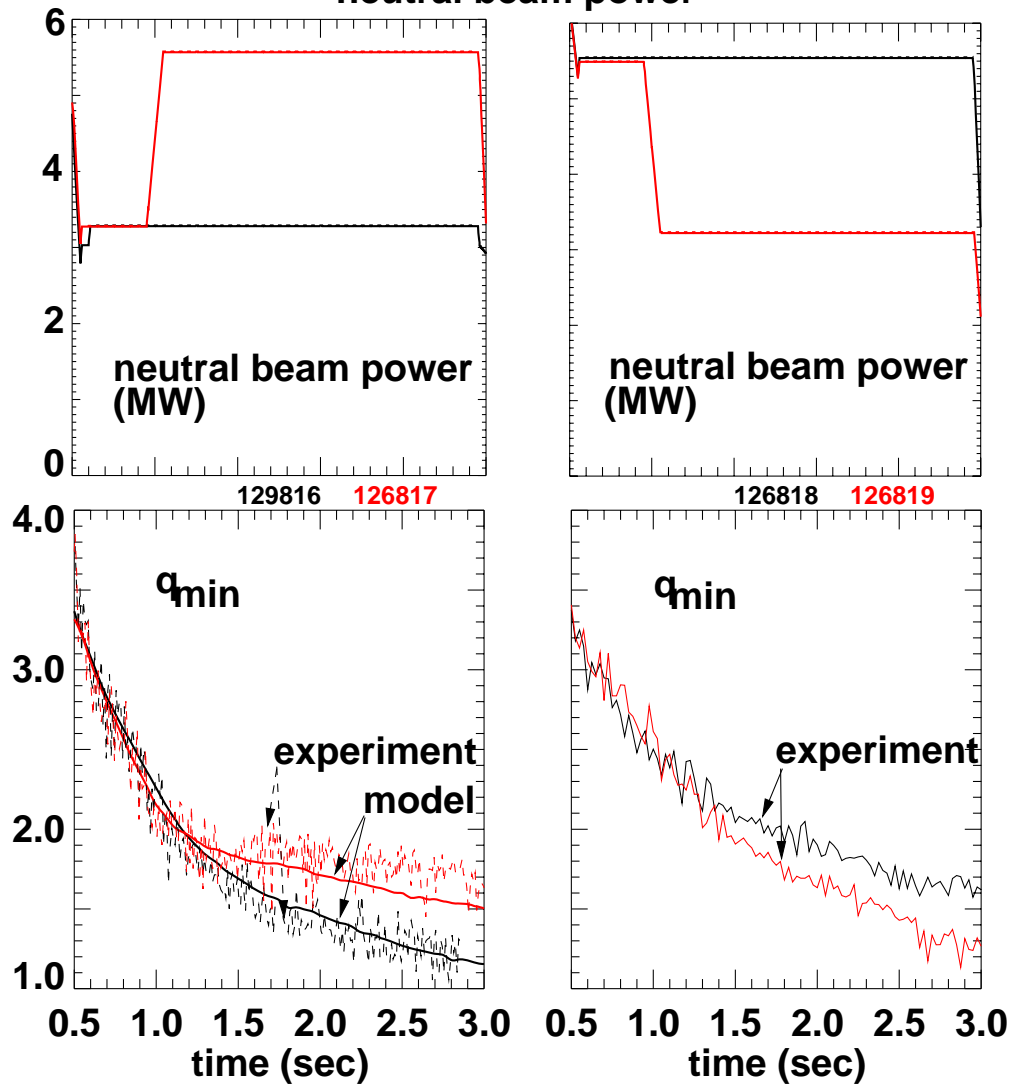 neutral beam power
6
4
2
0
neutral beam power
(MW)
neutral beam power
(MW)
129816 126817
126818 126819
4.0
3.0
2.0
1.0
qmin
experiment
model
qmin
experiment
0.5 1.0 1.5 2.0 2.5 3.0
time (sec)
0.5 1.0 1.5 2.0 2.5 3.0
time (sec)